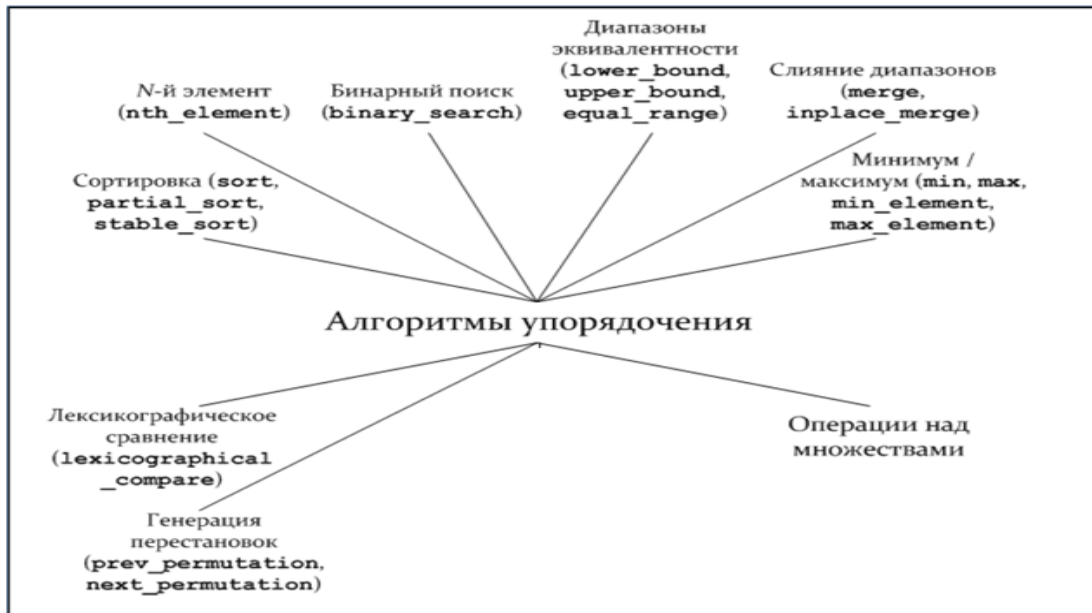 Диапазоны
эквивалентности
(lower_bound,
upper_bound,
equal_range)
N-й элемент
(nth_element)
Бинарный поиск
(binary_search)
Слияние диапазонов
(merge,
inplace_merge)
Сортировка (sort,
partial_sort,
stable_sort)
Минимум /
максимум (min, max,
min_element,
max_element)
Алгоритмы упорядочения
Лексикографическое
сравнение
(lexicographical
_compare)
Операции над
множествами
Генерация
перестановок
(prev_permutation,
next_permutation)